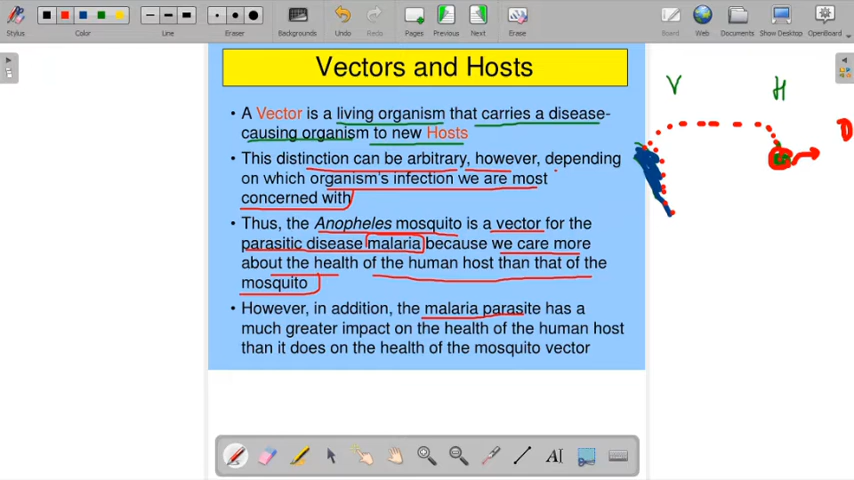 Stylus
Color
Line
Eraser
Backgrounds
Undo
Redo
Pages
Previous
Next
Erase
Board
Web
Documents
Show Desktop
OpenBoard
Vectors and Hosts
V
H
D
• A Vector is a living organism that carries a disease-
causing organism to new Hosts
• This distinction can be arbitrary, however, depending
on which organism's infection we are most
concerned with
• Thus, the Anopheles mosquito is a vector for the
parasitic disease malaria because we care more
about the health of the human host than that of the
mosquito
• However, in addition, the malaria parasite has a
much greater impact on the health of the human host
than it does on the health of the mosquito vector
AI